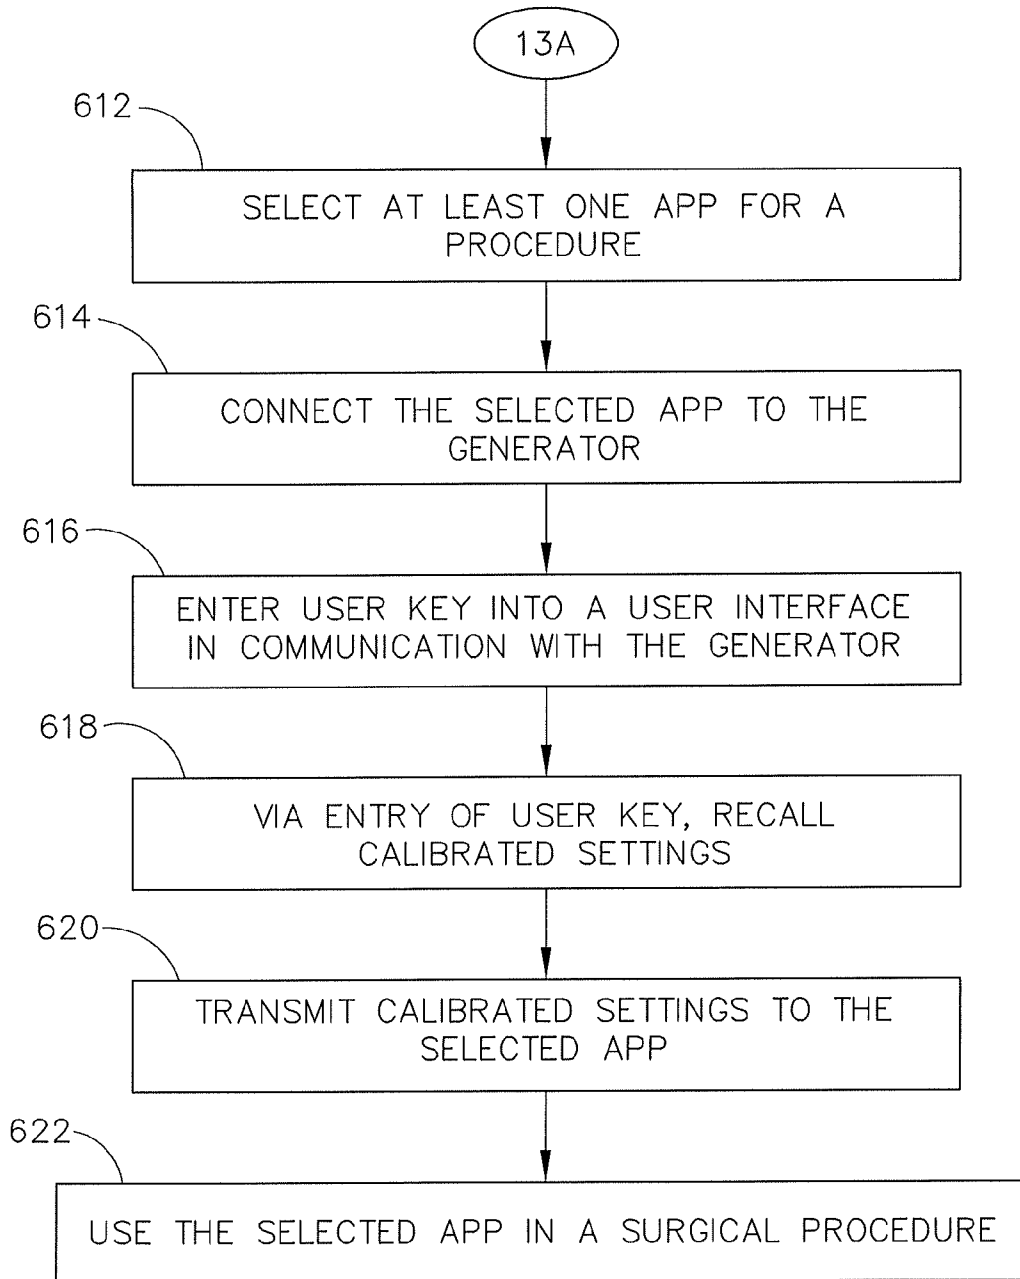 13A
612
SELECT AT LEAST ONE APP FOR A
PROCEDURE
614
CONNECT THE SELECTED APP TO THE
GENERATOR
616
ENTER USER KEY INTO A USER INTERFACE
IN COMMUNICATION WITH THE GENERATOR
618
VIA ENTRY OF USER KEY, RECALL
CALIBRATED SETTINGS
620
TRANSMIT CALIBRATED SETTINGS TO THE
SELECTED APP
622
USE THE SELECTED APP IN A SURGICAL PROCEDURE